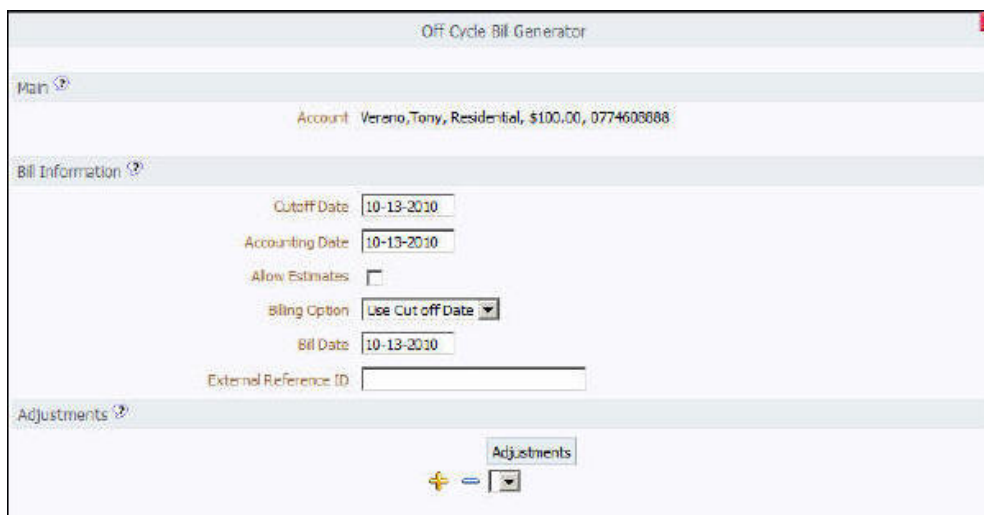 Off Cycle Bill Generator
Main ?
Account Verano,Tony, Residential, $100.00, 0774608888
Bill Information ?
Cutoff Date 10-13-2010
Accounting Date 10-13-2010
Allow Estimates
Billing Option Use Cut off Date
Bill Date 10-13-2010
External Reference ID
Adjustments ?
Adjustments